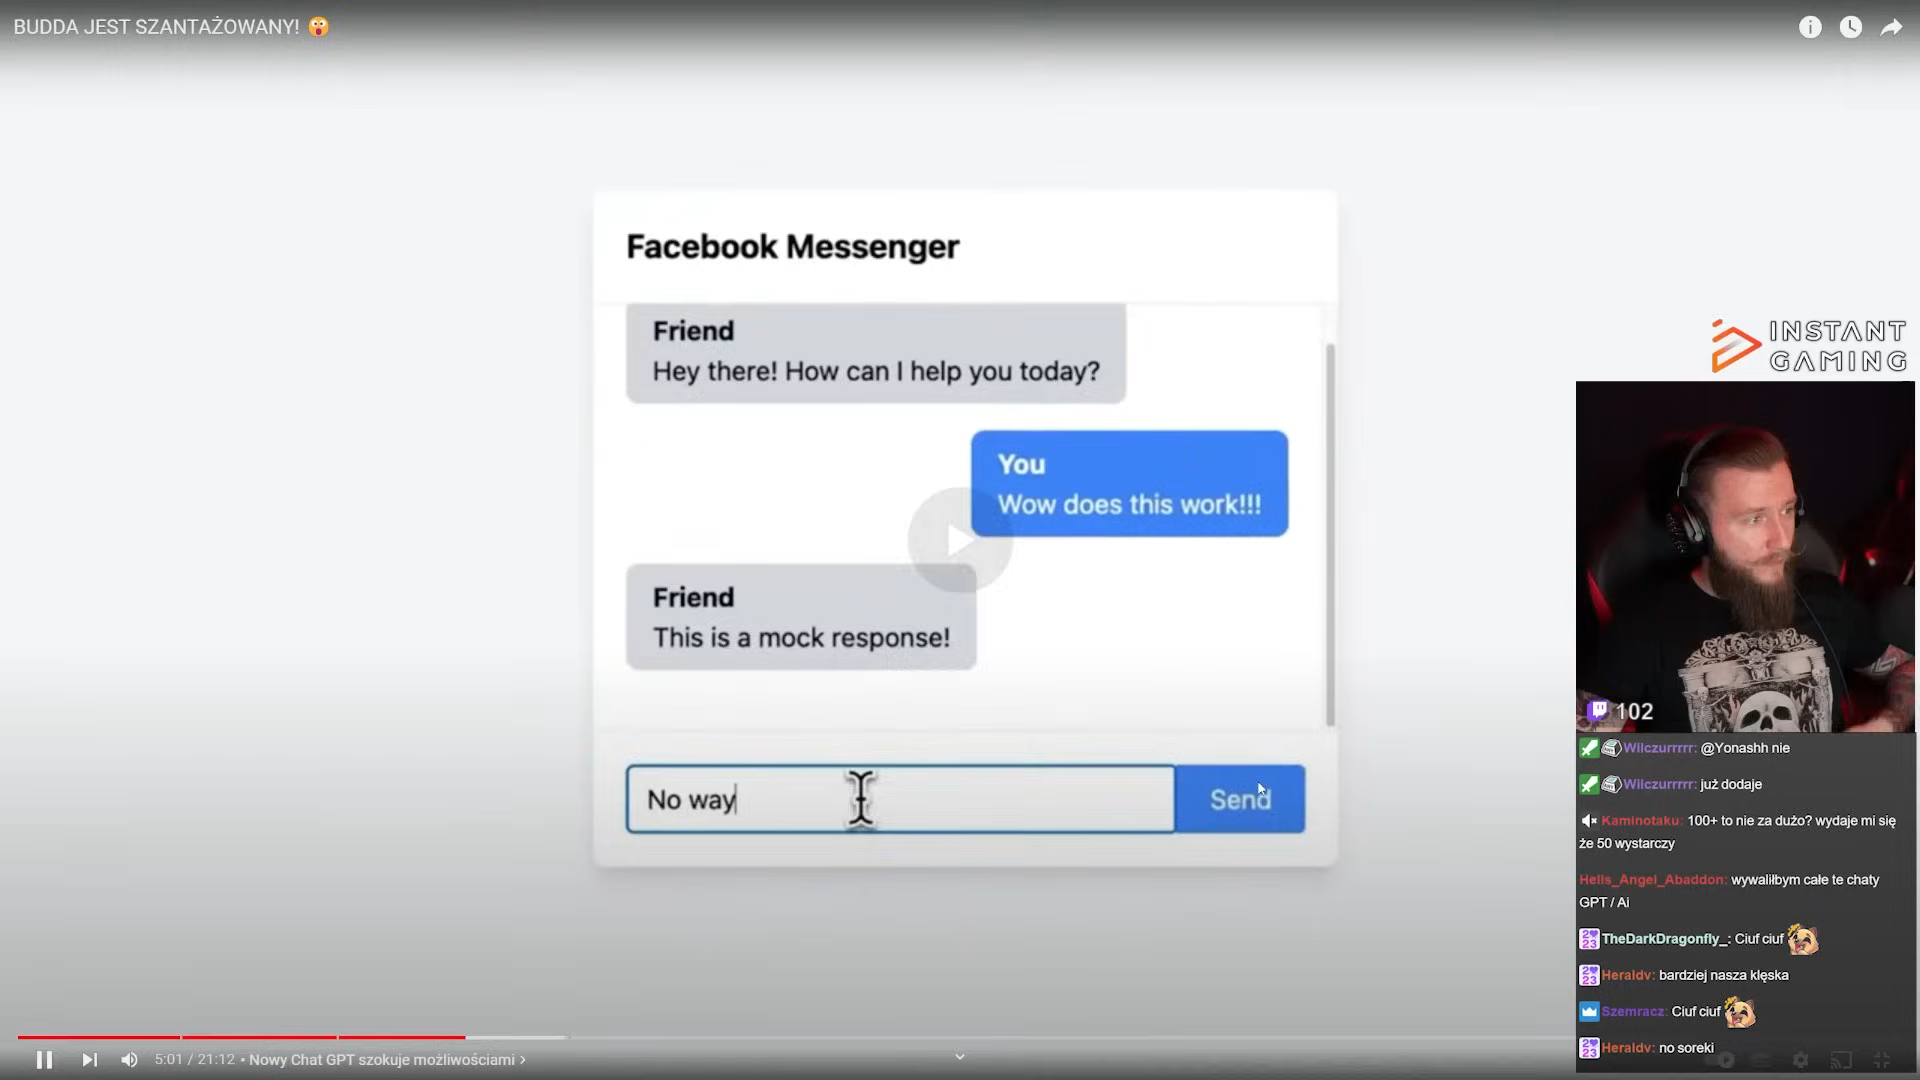 BUDDA JEST SZANTAŻOWANY! 😲
Facebook Messenger
Friend
Hey there! How can I help you today?
You
Wow does this work!!!
Friend
This is a mock response!
No way
Send
INSTANT
GAMING
102
Wilczurrrrr: @Yonashh nie
Wilczurrrrr: już dodaje
Kaminotaku: 100+ to nie za dużo? wydaje mi się
że 50 wystarczy
Hells_Angel_Abaddon: wywaliłbym całe te chaty
GPT / Ai
TheDarkDragonfly_: Ciuf ciuf
Heraldv: bardziej nasza klęska
Szemracz: Ciuf ciuf
Heraldv: no soreki
5:01 / 21:12 • Nowy Chat GPT szokuje możliwościami ›